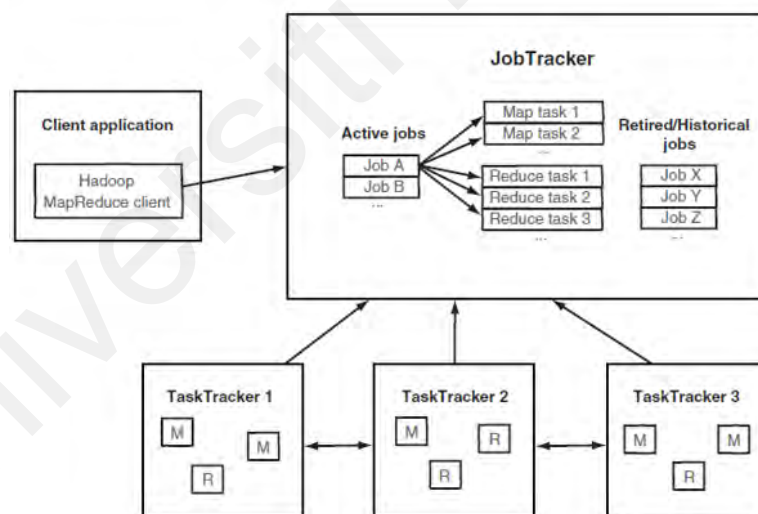 JobTracker
Client application
Hadoop
MapReduce client
Active jobs
Job A
Job B
...
Map task 1
Map task 2
...
Reduce task 1
Reduce task 2
Reduce task 3
...
Retired/Historical
jobs
Job X
Job Y
Job Z
...
TaskTracker 1
M
M
R
TaskTracker 2
M
R
R
TaskTracker 3
M
M
R